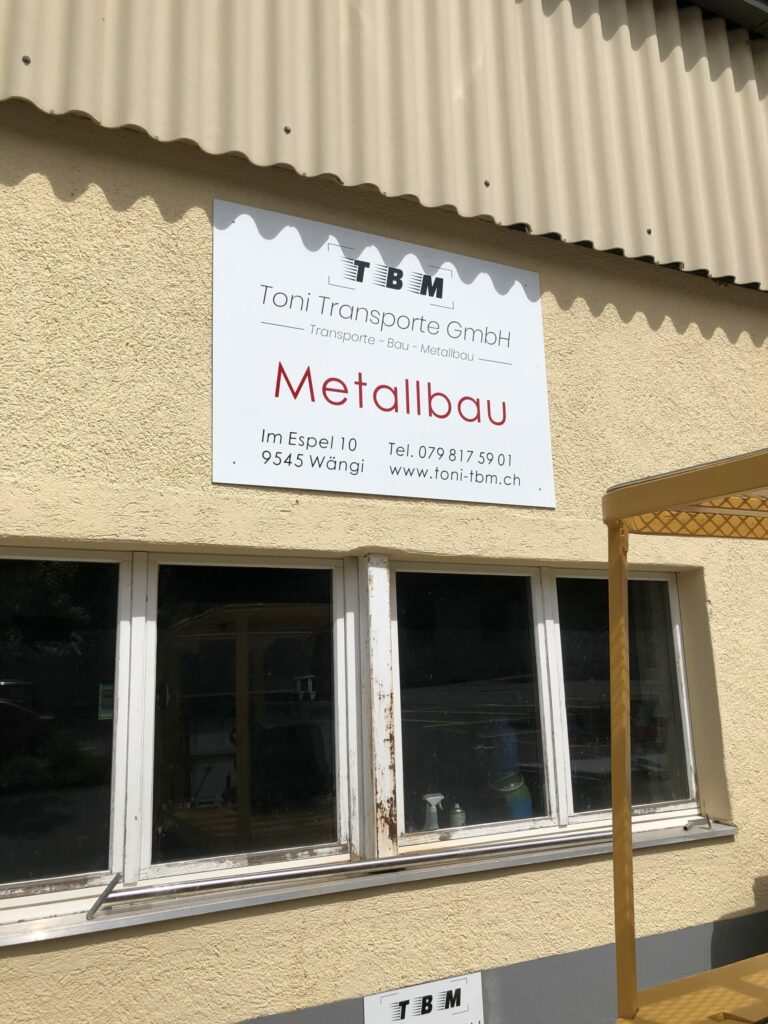 TBM
Toni Transporte GmbH
Transporte - Bau - Metallbau
Metallbau
Im Espel 10 Tel. 079 817 59 01
9545 Wängi www.toni-tbm.ch
TBM